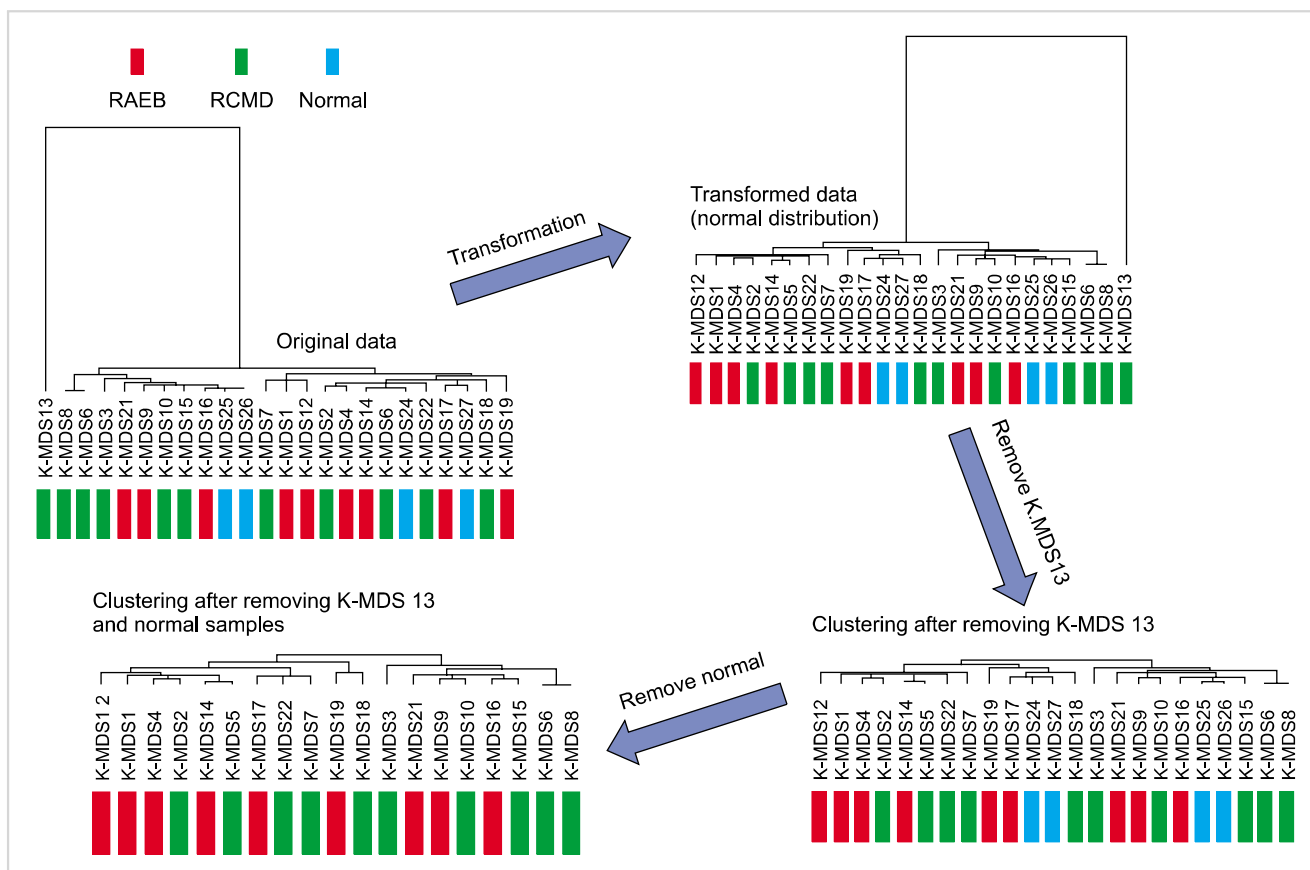 RAEB RCMD Normal
Original data
K-MDS13 K-MDS8 K-MDS6 K-MDS3 K-MDS21 K-MDS9 K-MDS10 K-MDS15 K-MDS16 K-MDS25 K-MDS26 K-MDS7 K-MDS1 K-MDS12 K-MDS2 K-MDS4 K-MDS14 K-MDS6 K-MDS24 K-MDS22 K-MDS17 K-MDS27 K-MDS18 K-MDS19
Transformation
Transformed data
(normal distribution)
K-MDS12 K-MDS1 K-MDS4 K-MDS2 K-MDS14 K-MDS5 K-MDS22 K-MDS7 K-MDS19 K-MDS17 K-MDS24 K-MDS27 K-MDS18 K-MDS3 K-MDS21 K-MDS9 K-MDS10 K-MDS16 K-MDS25 K-MDS26 K-MDS15 K-MDS6 K-MDS8 K-MDS13
Remove K.MDS13
Clustering after removing K-MDS 13
K-MDS12 K-MDS1 K-MDS4 K-MDS2 K-MDS14 K-MDS5 K-MDS22 K-MDS7 K-MDS19 K-MDS17 K-MDS24 K-MDS27 K-MDS18 K-MDS3 K-MDS21 K-MDS9 K-MDS10 K-MDS16 K-MDS25 K-MDS26 K-MDS15 K-MDS6 K-MDS8
Remove normal
Clustering after removing K-MDS 13
and normal samples
K-MDS1 2 K-MDS1 K-MDS4 K-MDS2 K-MDS14 K-MDS5 K-MDS17 K-MDS22 K-MDS7 K-MDS19 K-MDS18 K-MDS3 K-MDS21 K-MDS9 K-MDS10 K-MDS16 K-MDS15 K-MDS6 K-MDS8